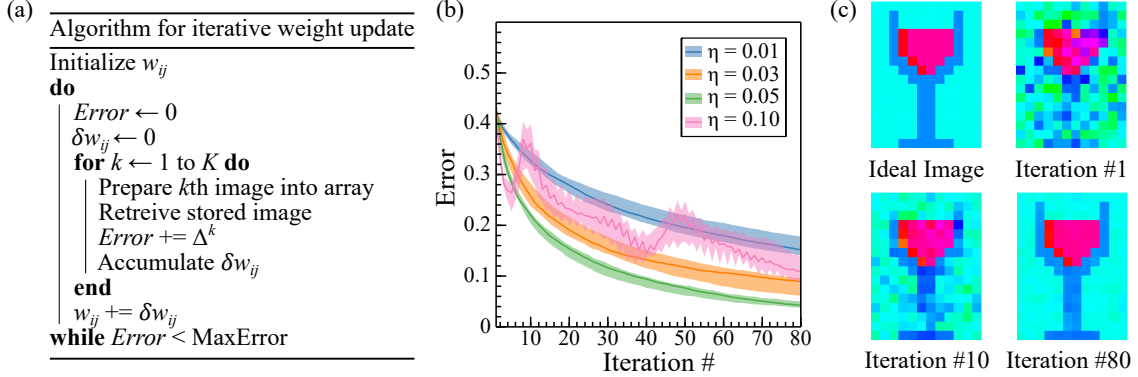 (a)
Algorithm for iterative weight update
Initialize w_ij
do
Error ← 0
δw_ij ← 0
for k ← 1 to K do
Prepare kth image into array
Retreive stored image
Error += Δ^k
Accumulate δw_ij
end
w_ij += δw_ij
while Error < MaxError
(b)
Error
0.5
0.4
0.3
0.2
0.1
0
10 20 30 40 50 60 70 80
Iteration #
η = 0.01
η = 0.03
η = 0.05
η = 0.10
(c)
Ideal Image
Iteration #1
Iteration #10
Iteration #80